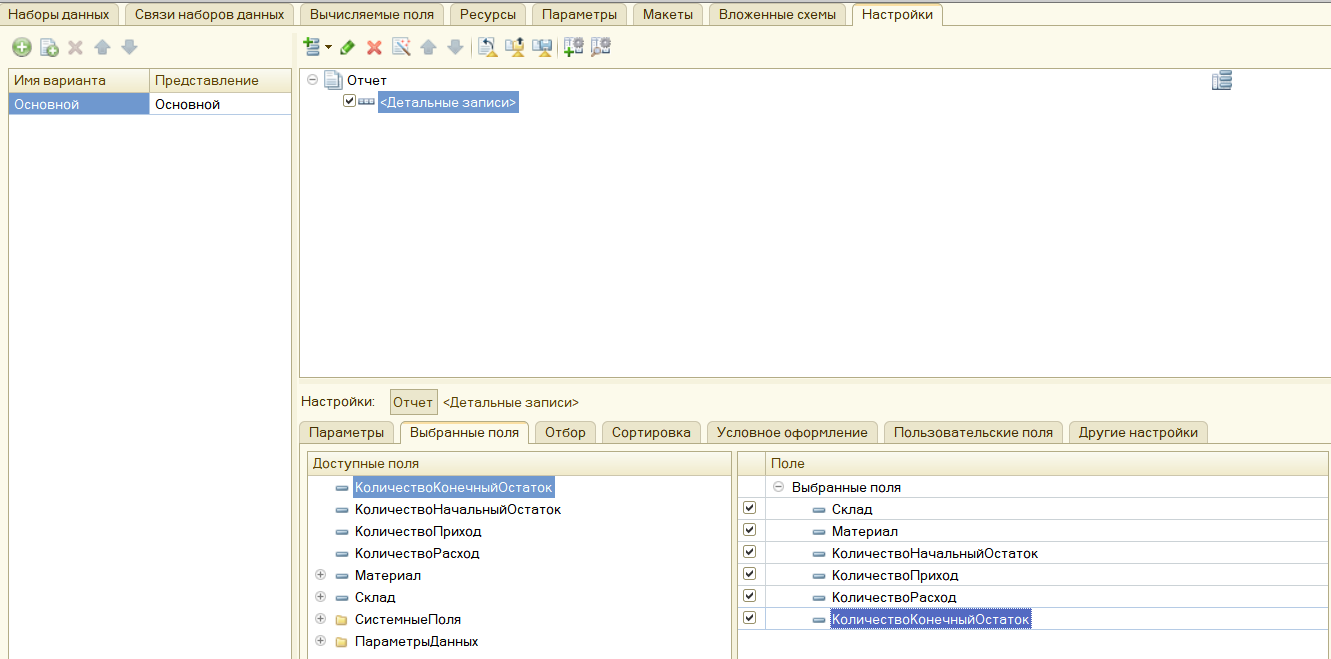 Наборы данных Связи наборов данных Вычисляемые поля Ресурсы Параметры Макеты Вложенные схемы Настройки
Имя варианта Представление
Основной Основной
Отчет
<Детальные записи>
Настройки: Отчет <Детальные записи>
Параметры Выбранные поля Отбор Сортировка Условное оформление Пользовательские поля Другие настройки
Доступные поля
КоличествоКонечныйОстаток
КоличествоНачальныйОстаток
КоличествоПриход
КоличествоРасход
Материал
Склад
СистемныеПоля
ПараметрыДанных
Поле
Выбранные поля
Склад
Материал
КоличествоНачальныйОстаток
КоличествоПриход
КоличествоРасход
КоличествоКонечныйОстаток